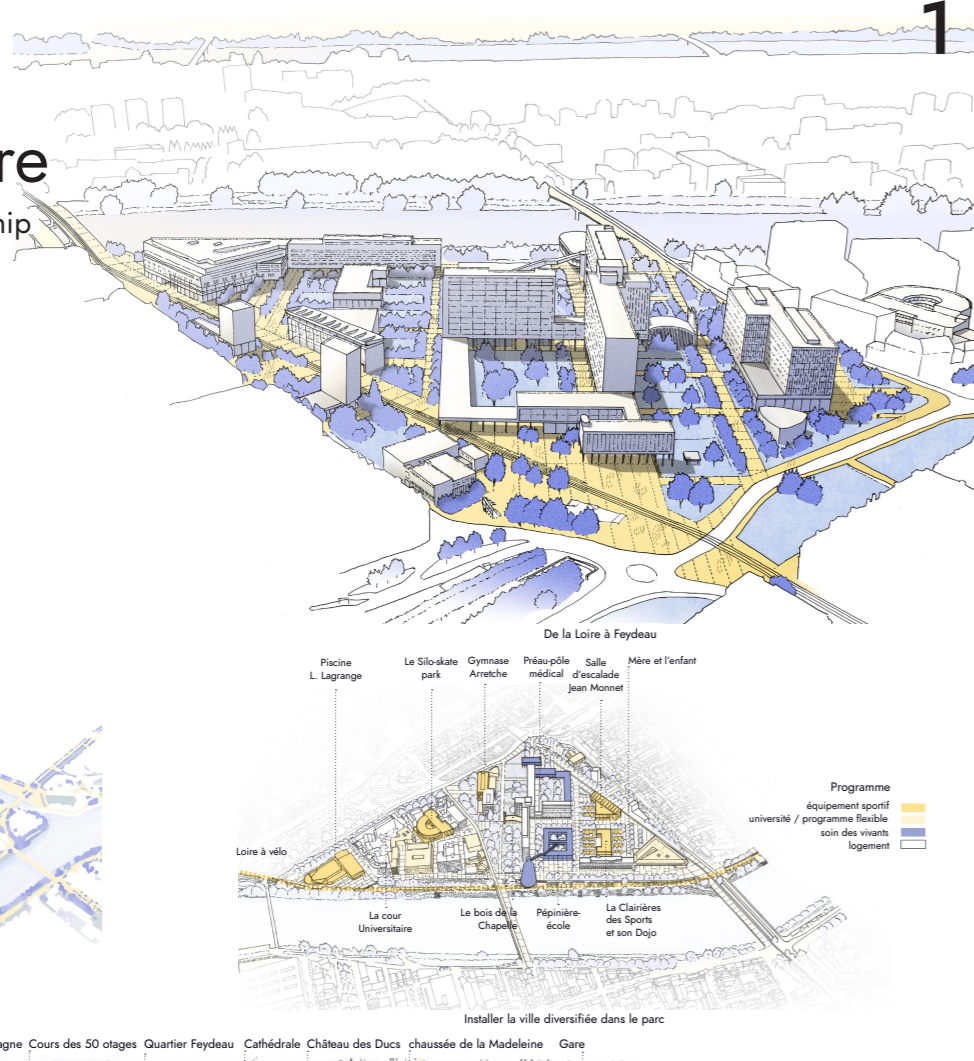 1
re
hip
De la Loire à Feydeau
Piscine
L. Lagrange
Le Silo-skate
park
Gymnase
Arretche
Préau-pôle
médical
Salle
d'escalade
Jean Monnet
Mère et l'enfant
Programme
équipement sportif
université / programme flexible
soin des vivants
logement
Loire à vélo
La cour
Universitaire
Le bois de la
Chapelle
Pépinière-
école
La Clairières
des Sports
et son Dojo
Installer la ville diversifiée dans le parc
agne Cours des 50 otages Quartier Feydeau Cathédrale Château des Ducs chaussée de la Madeleine Gare